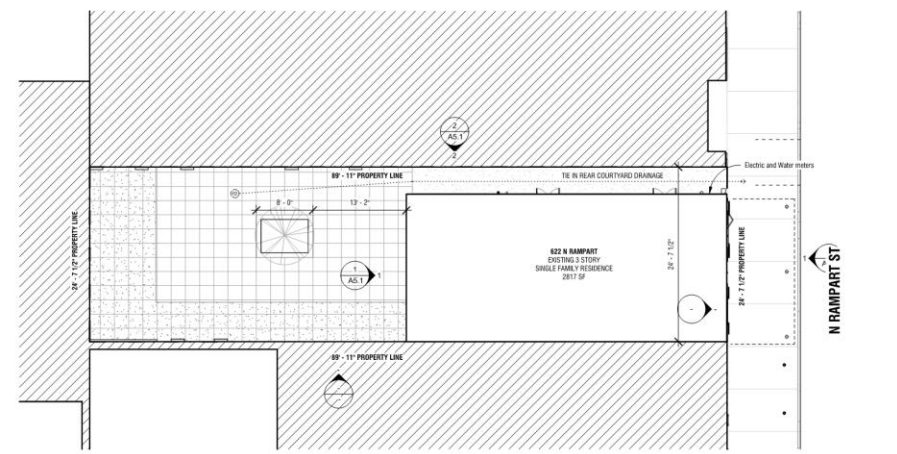 2
A5.1
2
Electric and Water meters
89' - 11" PROPERTY LINE
TIE IN REAR COURTYARD DRAINAGE
8' - 0"
13' - 2"
24' - 7 1/2" PROPERTY LINE
622 N RAMPART
EXISTING 3 STORY
SINGLE FAMILY RESIDENCE
2817 SF
24' - 7 1/2"
24' - 7 1/2" PROPERTY LINE
1
A
N RAMPART ST
1
A5.1
1
-
-
89' - 11" PROPERTY LINE
-
-
-